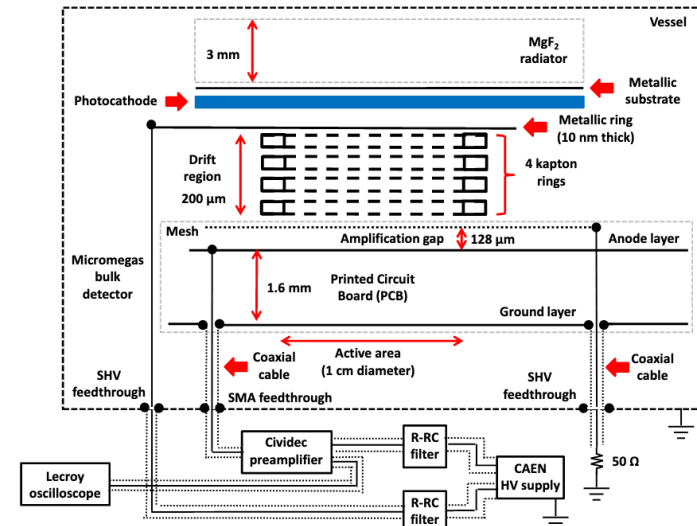 Vessel
MgF2
radiator
3 mm
Metallic
substrate
Photocathode
Metallic ring
(10 nm thick)
Drift
region
200 µm
4 kapton
rings
Mesh
Amplification gap
128 µm
Anode layer
Micromegas
bulk
detector
1.6 mm
Printed Circuit
Board (PCB)
Ground layer
Coaxial
cable
Active area
(1 cm diameter)
Coaxial
cable
SHV
feedthrough
SMA feedthrough
SHV
feedthrough
Cividec
preamplifier
R-RC
filter
50 Ω
Lecroy
oscilloscope
CAEN
HV supply
R-RC
filter